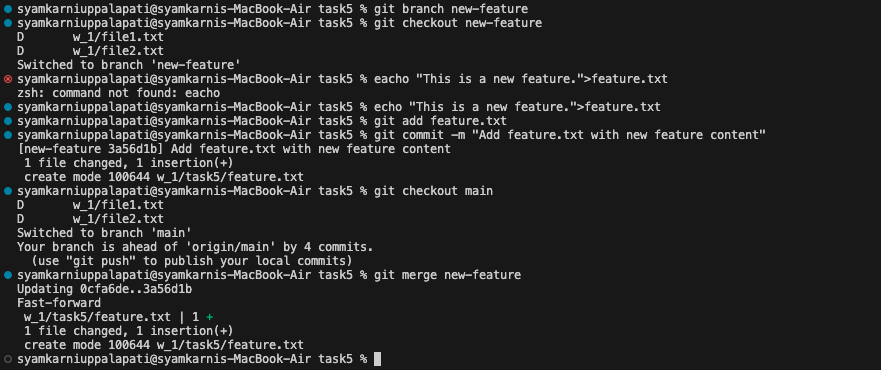 syamkarniuppalapati@syamkarnis-MacBook-Air task5 % git branch new-feature
syamkarniuppalapati@syamkarnis-MacBook-Air task5 % git checkout new-feature
D       w_1/file1.txt
D       w_1/file2.txt
Switched to branch 'new-feature'
syamkarniuppalapati@syamkarnis-MacBook-Air task5 % eacho "This is a new feature.">feature.txt
zsh: command not found: eacho
syamkarniuppalapati@syamkarnis-MacBook-Air task5 % echo "This is a new feature.">feature.txt
syamkarniuppalapati@syamkarnis-MacBook-Air task5 % git add feature.txt
syamkarniuppalapati@syamkarnis-MacBook-Air task5 % git commit -m "Add feature.txt with new feature content"
[new-feature 3a56d1b] Add feature.txt with new feature content
 1 file changed, 1 insertion(+)
 create mode 100644 w_1/task5/feature.txt
syamkarniuppalapati@syamkarnis-MacBook-Air task5 % git checkout main
D       w_1/file1.txt
D       w_1/file2.txt
Switched to branch 'main'
Your branch is ahead of 'origin/main' by 4 commits.
  (use "git push" to publish your local commits)
syamkarniuppalapati@syamkarnis-MacBook-Air task5 % git merge new-feature
Updating 0cfa6de..3a56d1b
Fast-forward
 w_1/task5/feature.txt | 1 +
 1 file changed, 1 insertion(+)
 create mode 100644 w_1/task5/feature.txt
syamkarniuppalapati@syamkarnis-MacBook-Air task5 %